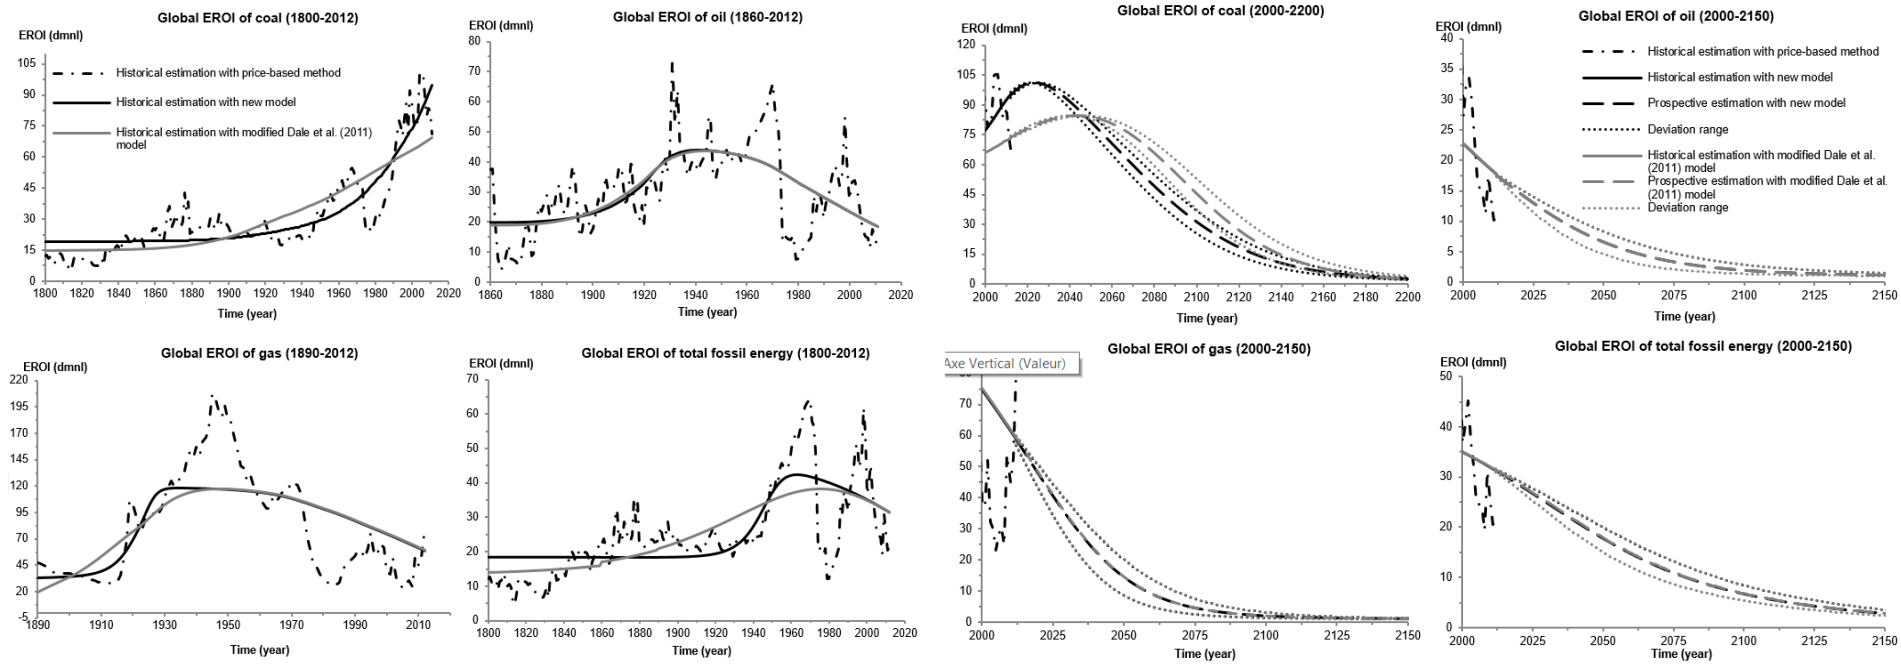 Global EROI of coal (1800-2012)
EROI (dmnl)
105
90
75
60
45
30
15
0
Historical estimation with price-based method
Historical estimation with new model
Historical estimation with modified Dale et al. (2011)
model
1800 1820 1840 1860 1880 1900 1920 1940 1960 1980 2000 2020
Time (year)
Global EROI of oil (1860-2012)
EROI (dmnl)
80
70
60
50
40
30
20
10
0
1860 1880 1900 1920 1940 1960 1980 2000 2020
Time (year)
Global EROI of coal (2000-2200)
EROI (dmnl)
120
105
90
75
60
45
30
15
0
2000 2020 2040 2060 2080 2100 2120 2140 2160 2180 2200
Time (year)
Global EROI of oil (2000-2150)
EROI (dmnl)
40
35
30
25
20
15
10
5
0
Historical estimation with price-based method
Historical estimation with new model
Prospective estimation with new model
Deviation range
Historical estimation with modified Dale et al.
(2011) model
Prospective estimation with modified Dale et al.
(2011) model
Deviation range
2000 2025 2050 2075 2100 2125 2150
Time (year)
Global EROI of gas (1890-2012)
EROI (dmnl)
220
195
170
145
120
95
70
45
20
-5
1890 1910 1930 1950 1970 1990 2010
Time (year)
Global EROI of total fossil energy (1800-2012)
EROI (dmnl)
70
60
50
40
30
20
10
0
1800 1820 1840 1860 1880 1900 1920 1940 1960 1980 2000 2020
Time (year)
Global EROI of gas (2000-2150)
Axe Vertical (Valeur)
70
60
50
40
30
20
10
0
2000 2025 2050 2075 2100 2125 2150
Time (year)
Global EROI of total fossil energy (2000-2150)
EROI (dmnl)
50
40
30
20
10
0
2000 2025 2050 2075 2100 2125 2150
Time (year)